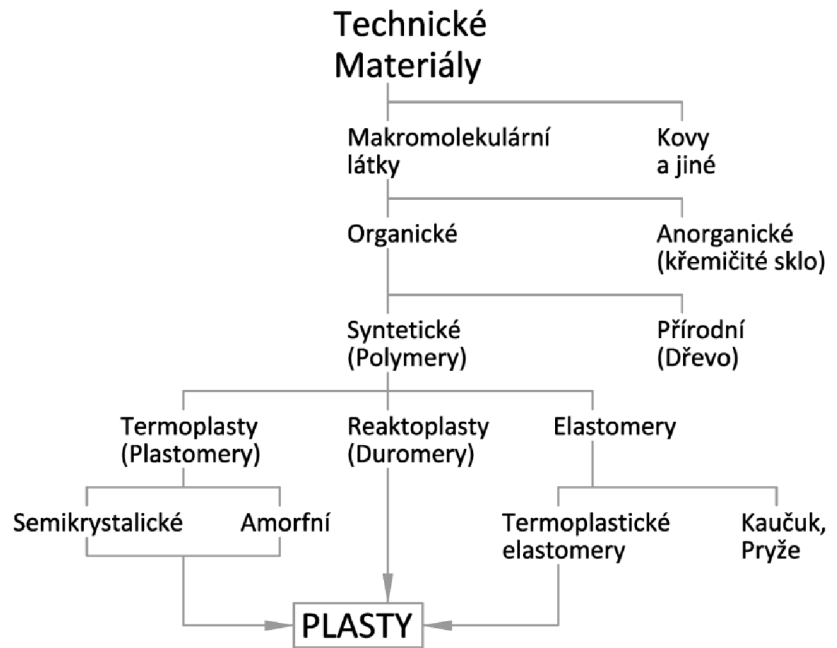 Technické
Materiály
Makromolekulární
látky
Kovy
a jiné
Organické
Anorganické
(křemičité sklo)
Syntetické
(Polymery)
Přírodní
(Dřevo)
Termoplasty
(Plastomery)
Reaktoplasty
(Duromery)
Elastomery
Semikrystalické
Amorfní
Termoplastické
elastomery
Kaučuk,
Pryže
PLASTY